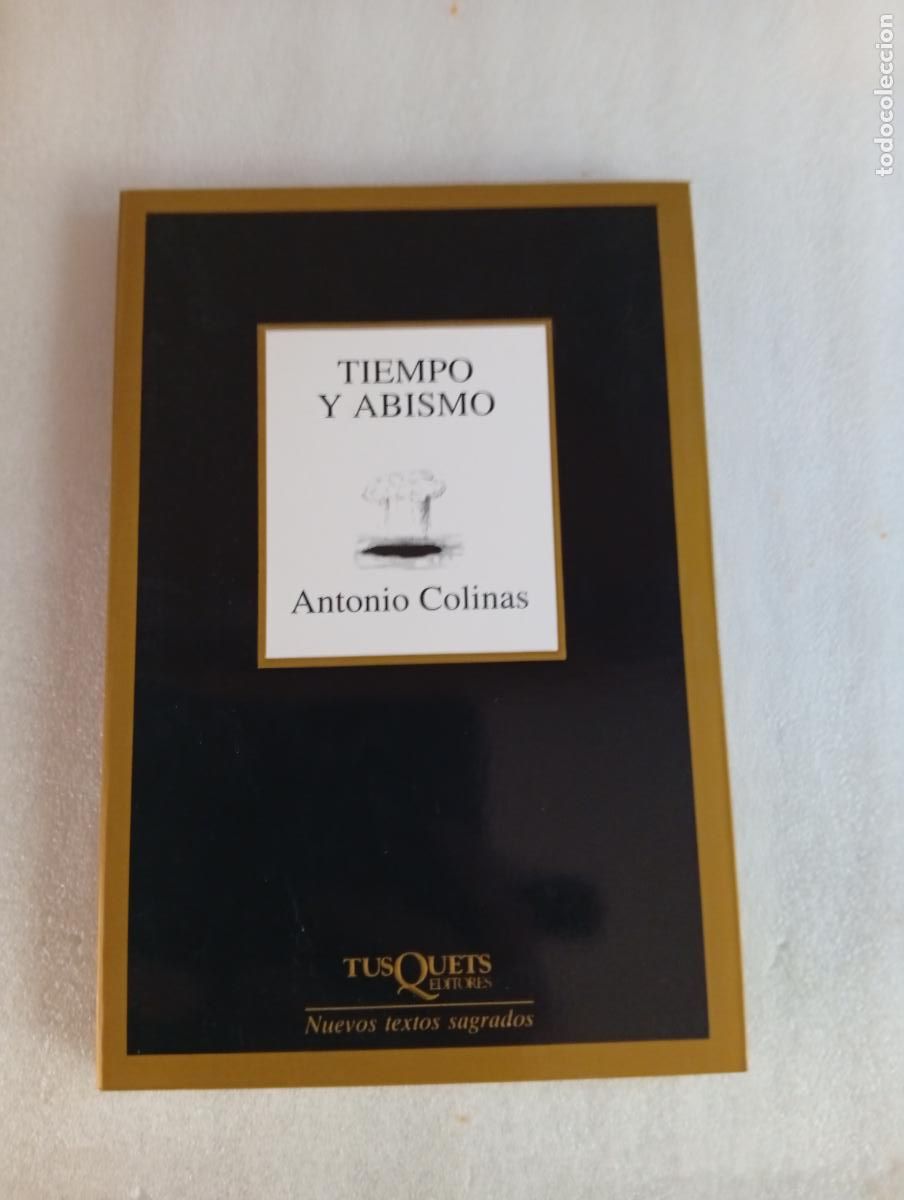 todocoleccion
TIEMPO
Y ABISMO
Antonio Colinas
TUSQUETS
EDITORES
Nuevos textos sagrados